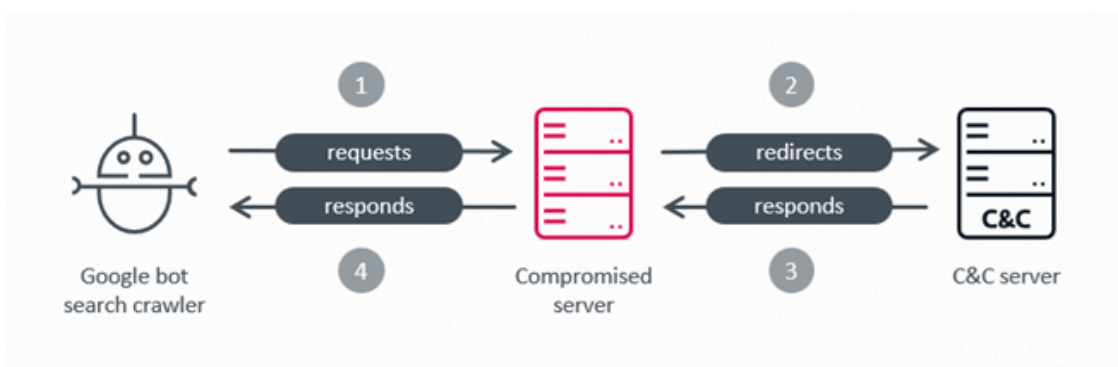 1
2
requests
redirects
responds
responds
C&C
4
3
Google bot
search crawler
Compromised
server
C&C server